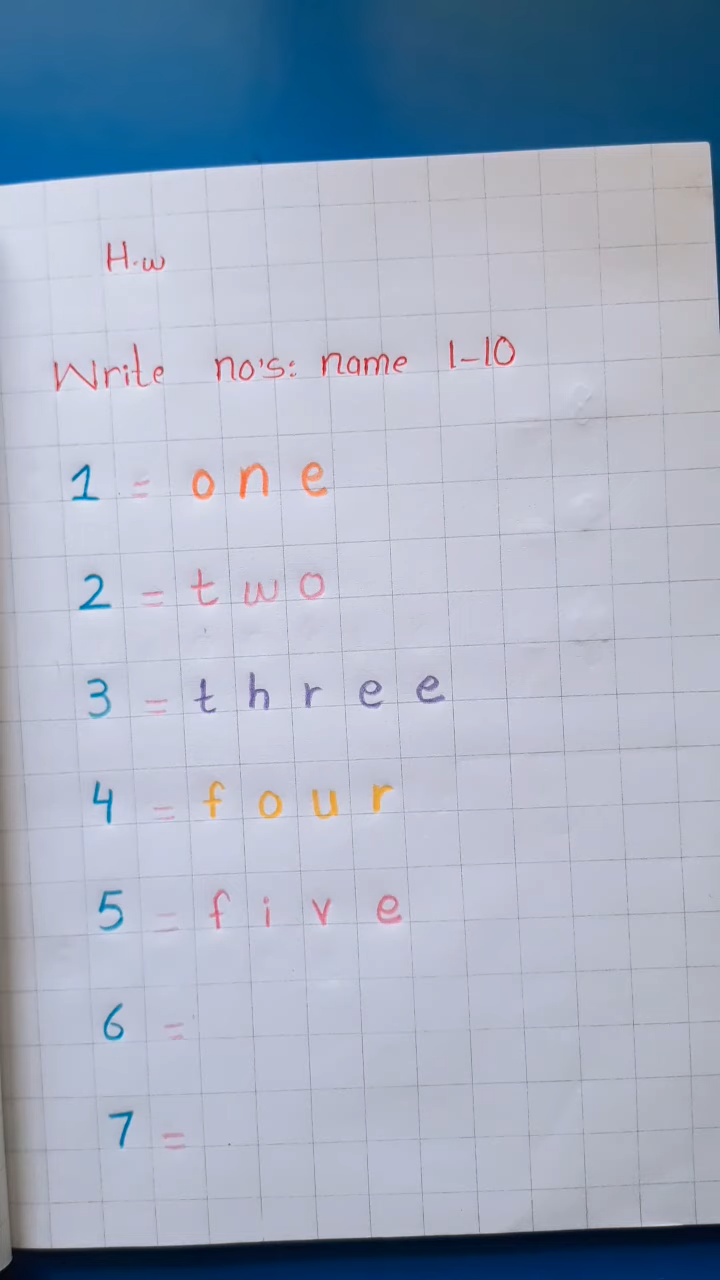 H.w
Write no's: name 1-10
1 = one
2 = two
3 = three
4 = four
5 = five
6 =
7 =